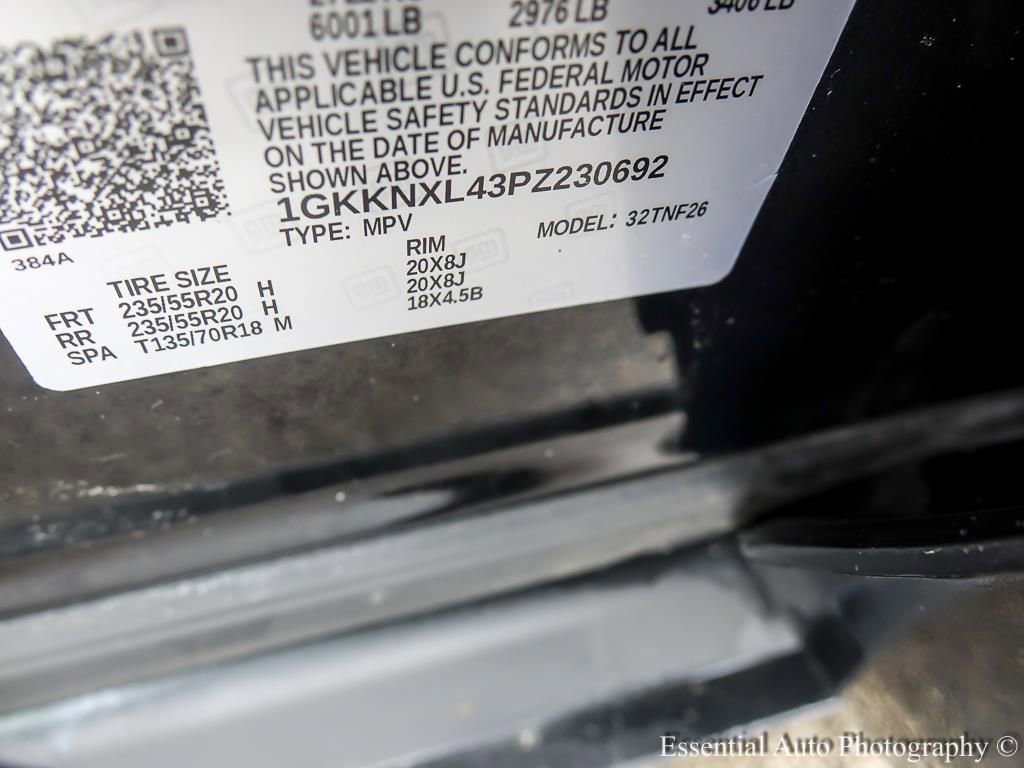 6001 LB 2976 LB 3406 LB
THIS VEHICLE CONFORMS TO ALL
APPLICABLE U.S. FEDERAL MOTOR
VEHICLE SAFETY STANDARDS IN EFFECT
ON THE DATE OF MANUFACTURE
SHOWN ABOVE.
1GKKNXL43PZ230692
TYPE: MPV MODEL: 32TNF26
384A
TIRE SIZE RIM
FRT 235/55R20 H 20X8J
RR 235/55R20 H 20X8J
SPA T135/70R18 M 18X4.5B
Essential Auto Photography ©